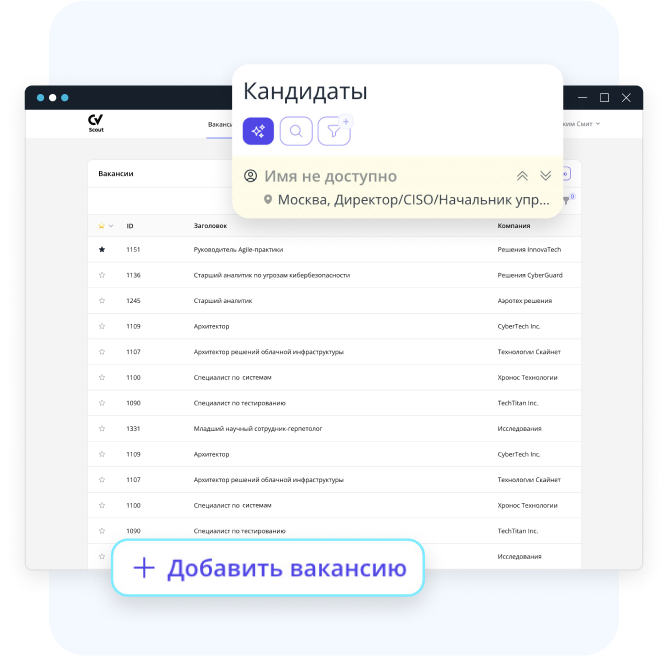 Кандидаты
CV
Scout
Имя не доступно
Москва, Директор/CISO/Начальник упр...
Вакансии
ID Заголовок Компания
1151 Руководитель Agile-практики Решения InnovaTech
1136 Старший аналитик по угрозам кибербезопасности Решения CyberGuard
1245 Старший аналитик Аэротех решения
1109 Архитектор CyberTech Inc.
1107 Архитектор решений облачной инфраструктуры Технологии Скайнет
1100 Специалист по системам Хронос Технологии
1090 Специалист по тестированию TechTitan Inc.
1331 Младший научный сотрудник-герпетолог Исследования
1109 Архитектор CyberTech Inc.
1107 Архитектор решений облачной инфраструктуры Технологии Скайнет
1100 Специалист по системам Хронос Технологии
1090 Специалист по тестированию TechTitan Inc.
Исследования
+ Добавить вакансию